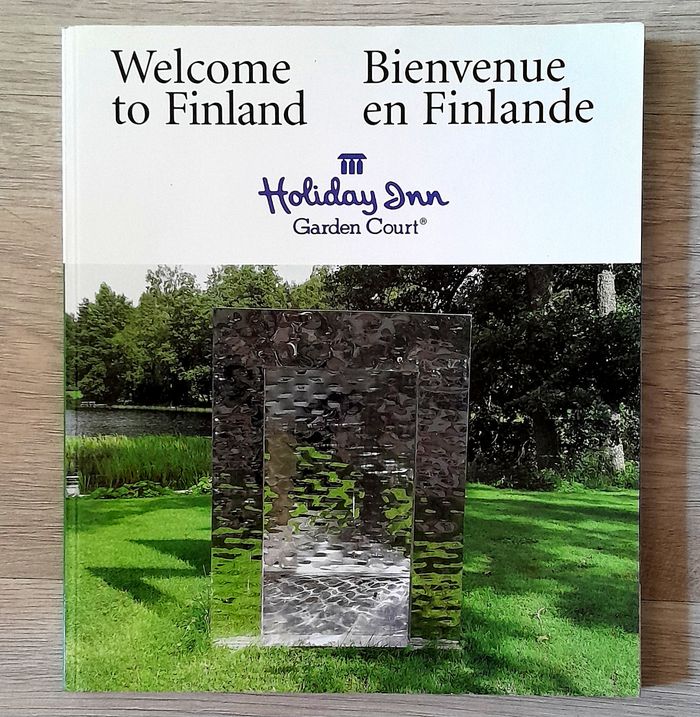 Welcome
to Finland
Bienvenue
en Finlande
Holiday Inn
Garden Court®